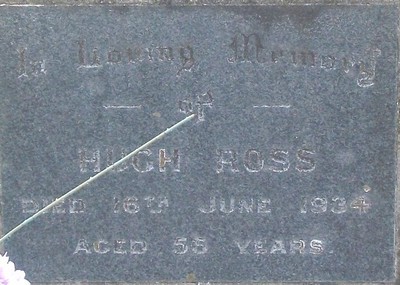 In Loving Memory
of
HUGH ROSS
DIED 16TH JUNE 1934
AGED 55 YEARS.